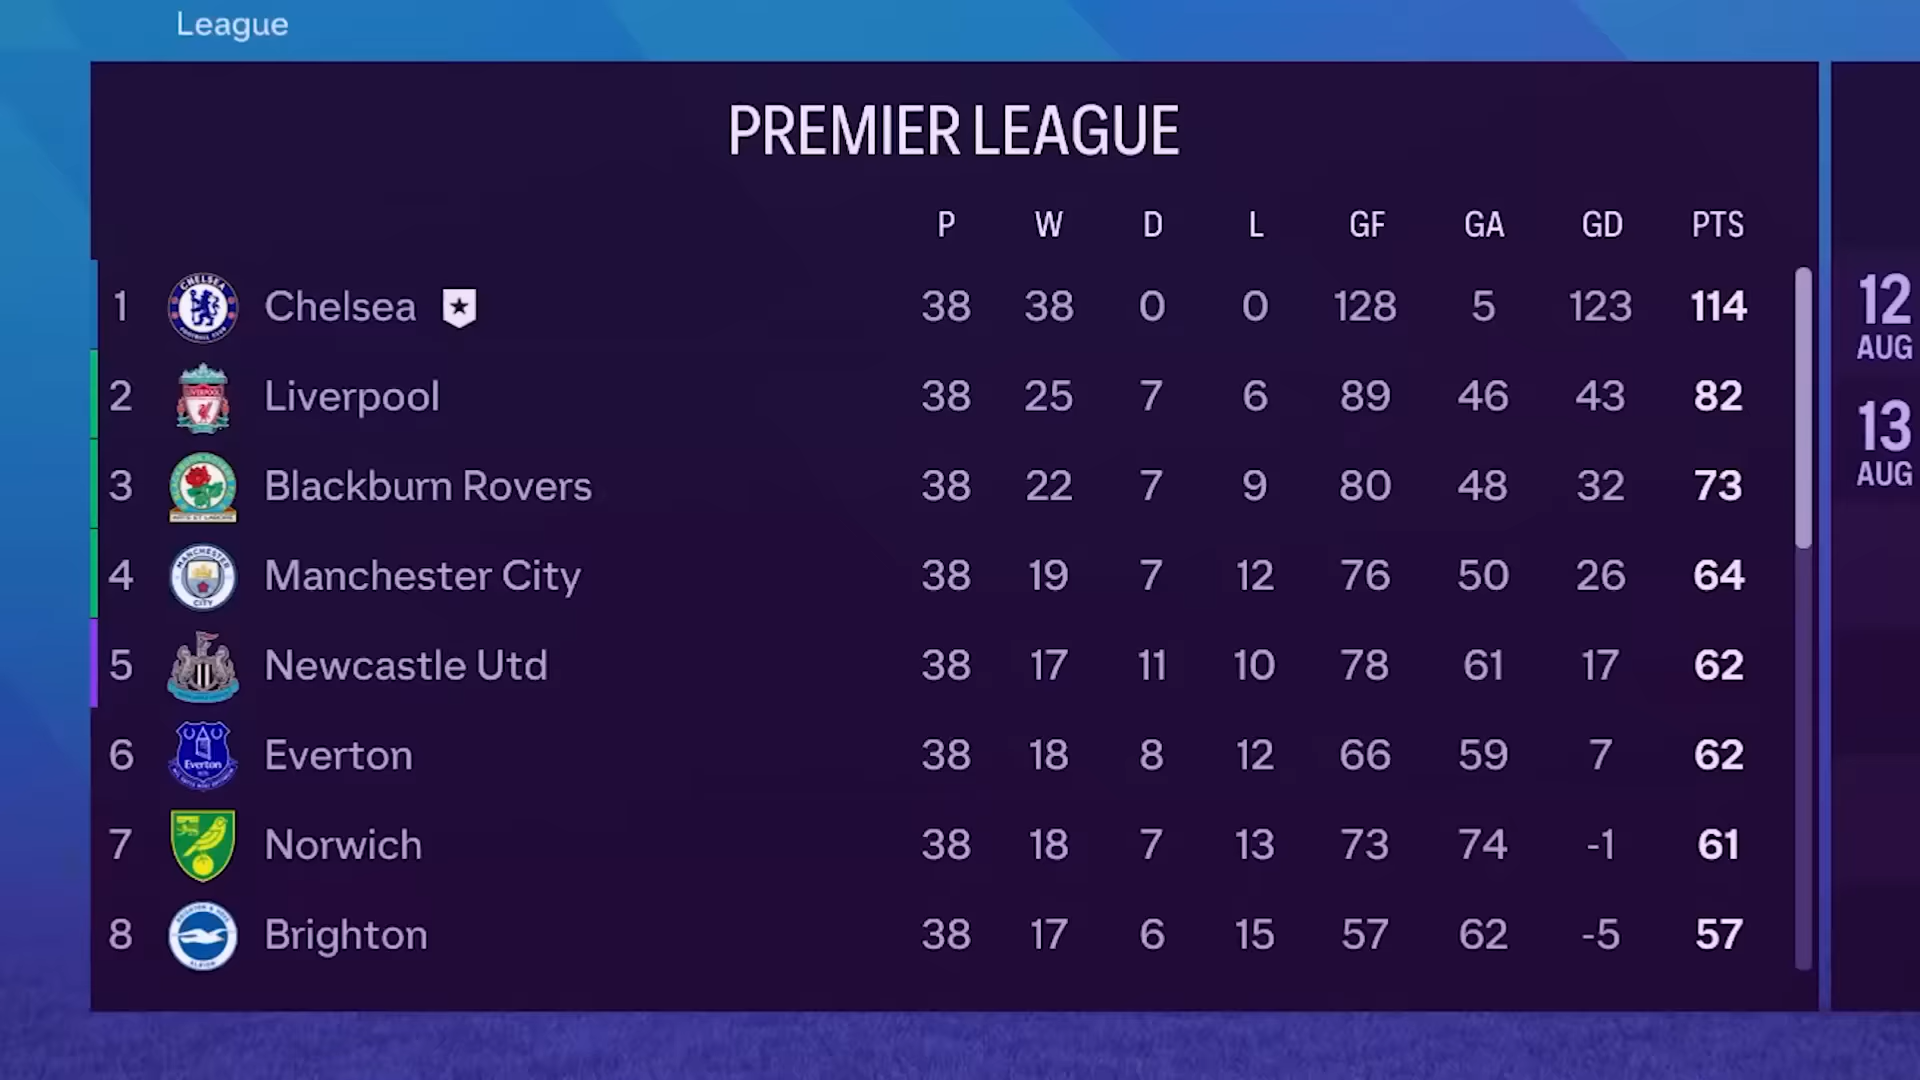 League
PREMIER LEAGUE
P W D L GF GA GD PTS
1 Chelsea 38 38 0 0 128 5 123 114
2 Liverpool 38 25 7 6 89 46 43 82
3 Blackburn Rovers 38 22 7 9 80 48 32 73
4 Manchester City 38 19 7 12 76 50 26 64
5 Newcastle Utd 38 17 11 10 78 61 17 62
6 Everton 38 18 8 12 66 59 7 62
7 Norwich 38 18 7 13 73 74 -1 61
8 Brighton 38 17 6 15 57 62 -5 57
12
AUG
13
AUG